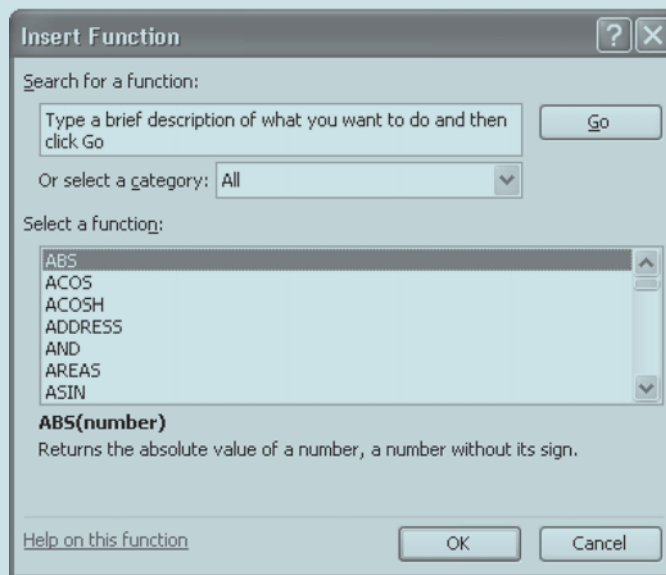 Insert Function
Search for a function:
Type a brief description of what you want to do and then
click Go
Go
Or select a category: All
Select a function:
ABS
ACOS
ACOSH
ADDRESS
AND
AREAS
ASIN
ABS(number)
Returns the absolute value of a number, a number without its sign.
Help on this function
OK
Cancel